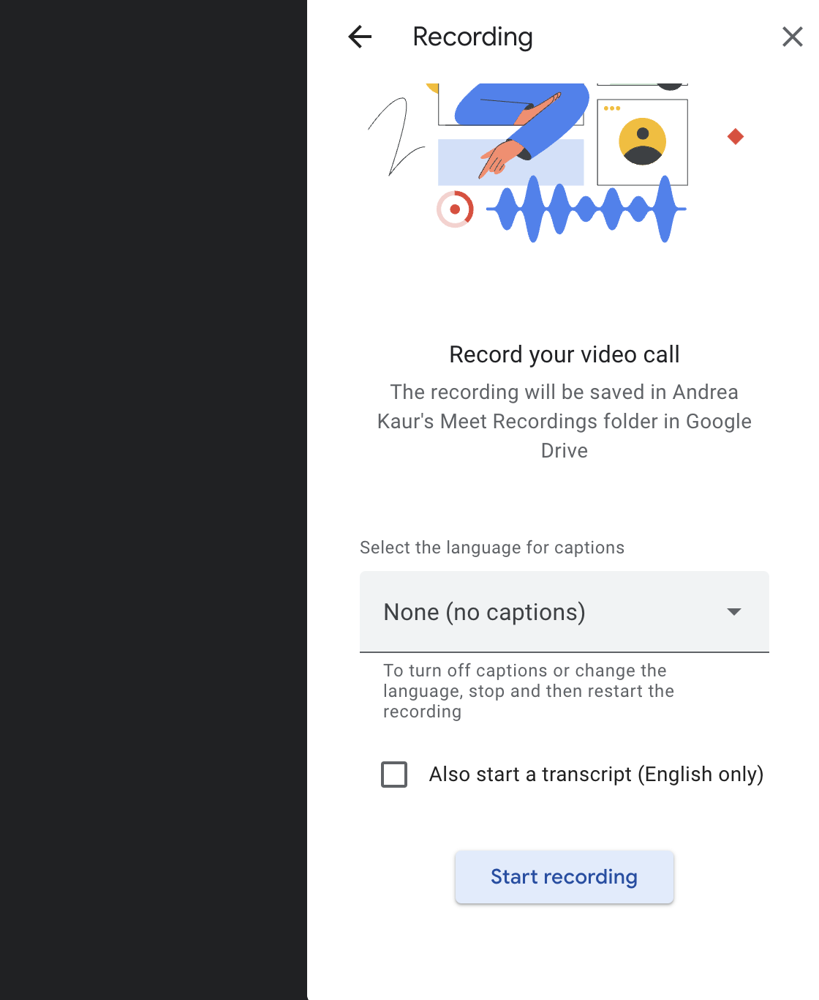 Recording
Record your video call
The recording will be saved in Andrea
Kaur's Meet Recordings folder in Google
Drive
Select the language for captions
None (no captions)
To turn off captions or change the
language, stop and then restart the
recording
Also start a transcript (English only)
Start recording